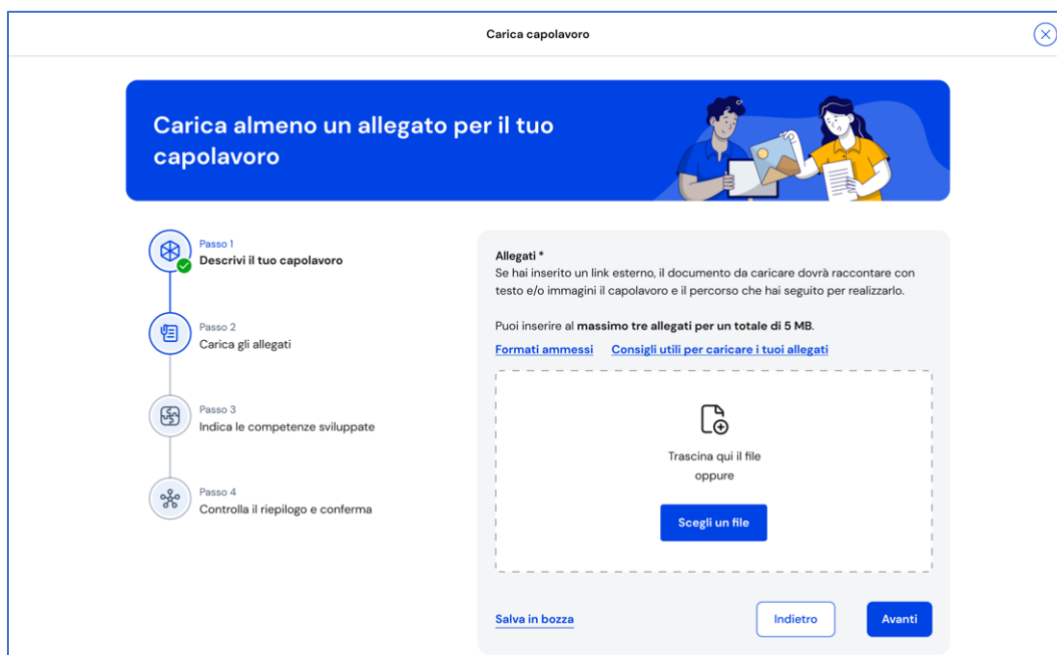 Carica capolavoro
Carica almeno un allegato per il tuo
capolavoro
Passo 1
Descrivi il tuo capolavoro
Passo 2
Carica gli allegati
Passo 3
Indica le competenze sviluppate
Passo 4
Controlla il riepilogo e conferma
Allegati *
Se hai inserito un link esterno, il documento da caricare dovrà raccontare con
testo e/o immagini il capolavoro e il percorso che hai seguito per realizzarlo.
Puoi inserire al massimo tre allegati per un totale di 5 MB.
Formati ammessi Consigli utili per caricare i tuoi allegati
Trascina qui il file
oppure
Scegli un file
Salva in bozza Indietro Avanti